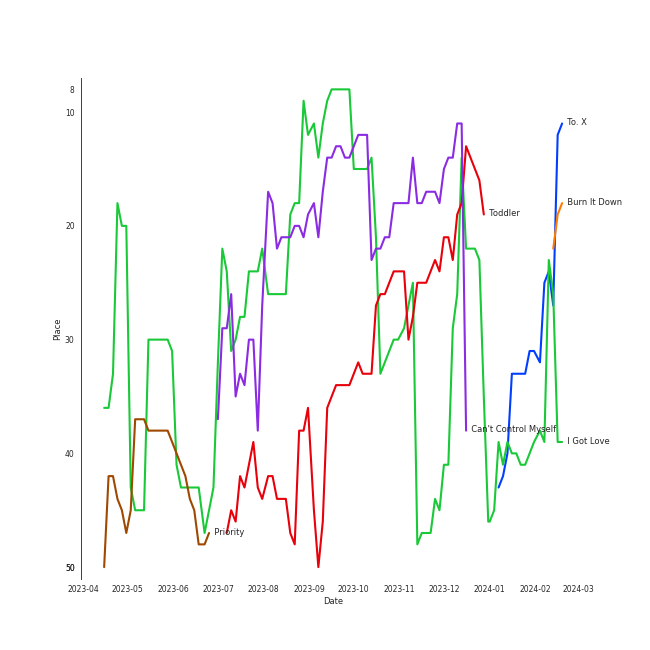 8
10
To. X
Burn It Down
Toddler
20
Place
30
Can't Control Myself
I Got Love
40
Priority
50
2023-04 2023-05 2023-06 2023-07 2023-08 2023-09 2023-10 2023-11 2023-12 2024-01 2024-02 2024-03
Date